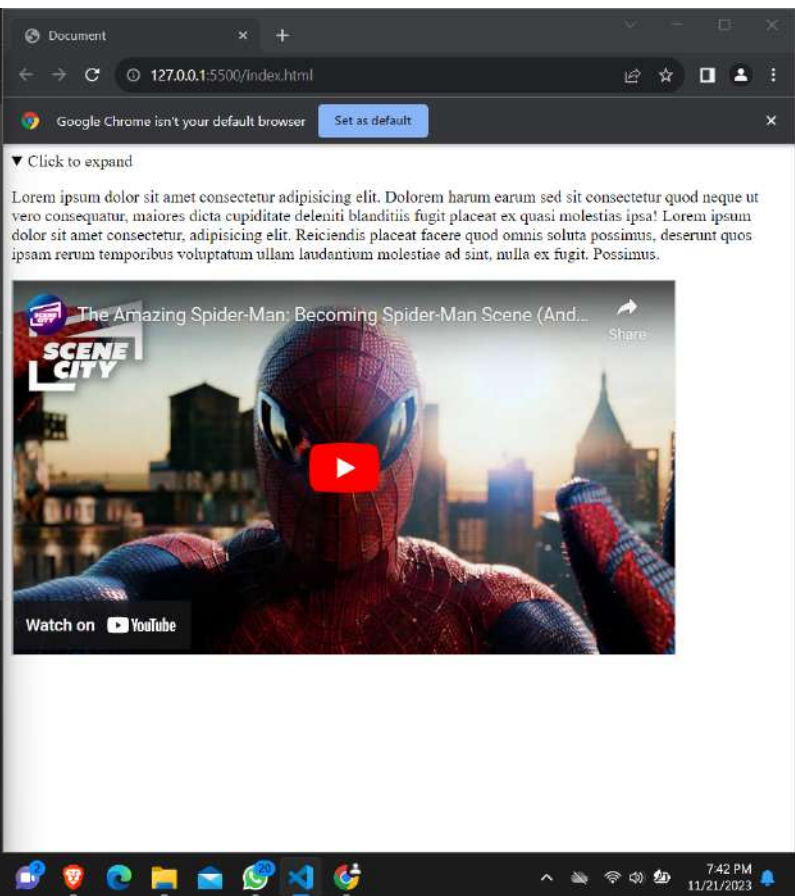 Document
127.0.0.1:5500/index.html
Google Chrome isn't your default browser Set as default
Click to expand
Lorem ipsum dolor sit amet consectetur adipisicing elit. Dolorem harum earum sed sit consectetur quod neque ut
vero consequatur, maiores dicta cupiditate deleniti blanditiis fugit placeat ex quasi molestias ipsa! Lorem ipsum
dolor sit amet consectetur, adipisicing elit. Reiciendis placeat facere quod omnis soluta possimus, deserunt quos
ipsam rerum temporibus voluptatum ullam laudantium molestiae ad sint, nulla ex fugit. Possimus.
The Amazing Spider-Man: Becoming Spider-Man Scene (And...
Share
SCENE
CITY
Watch on YouTube
2
20
7:42 PM
11/21/2023